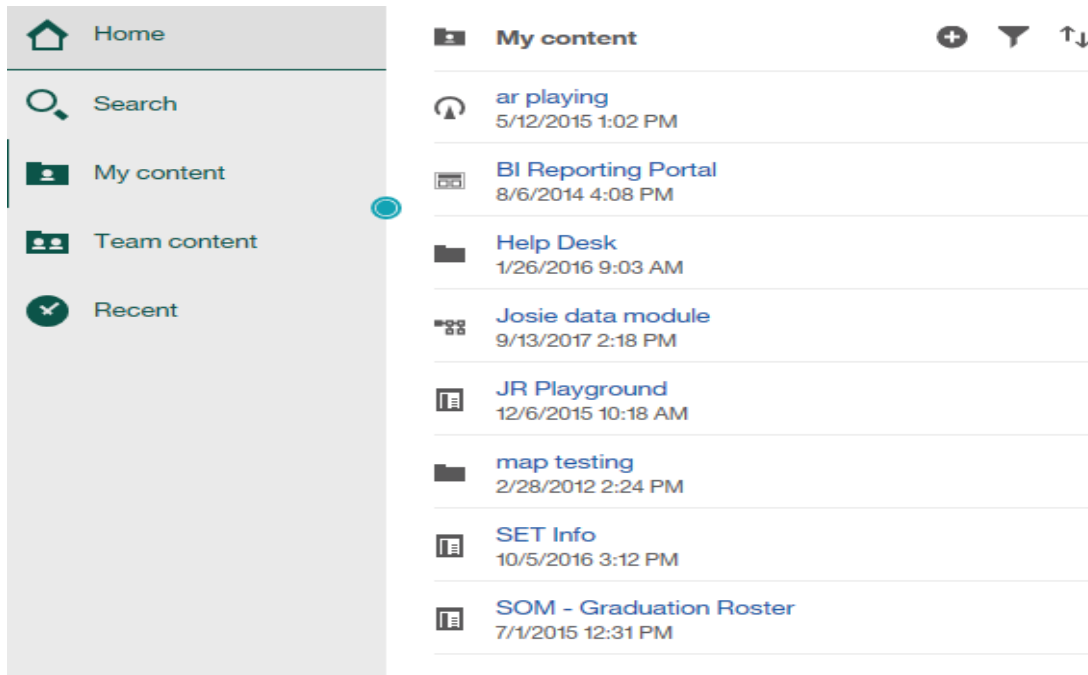 Home
Search
My content
Team content
Recent
My content
ar playing
5/12/2015 1:02 PM
BI Reporting Portal
8/6/2014 4:08 PM
Help Desk
1/26/2016 9:03 AM
Josie data module
9/13/2017 2:18 PM
JR Playground
12/6/2015 10:18 AM
map testing
2/28/2012 2:24 PM
SET Info
10/5/2016 3:12 PM
SOM - Graduation Roster
7/1/2015 12:31 PM